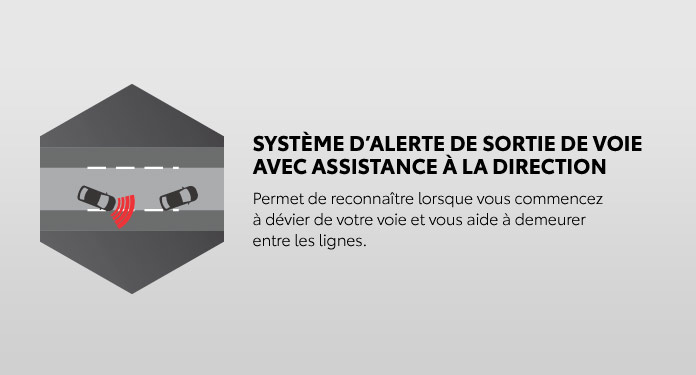 SYSTÈME D’ALERTE DE SORTIE DE VOIE
AVEC ASSISTANCE À LA DIRECTION
Permet de reconnaître lorsque vous commencez
à dévier de votre voie et vous aide à demeurer
entre les lignes.